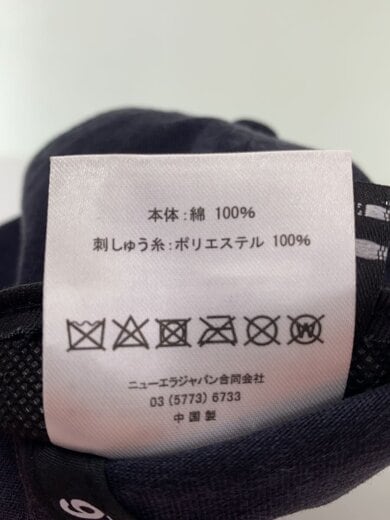 本体:綿 100%
刺しゅう糸:ポリエステル 100%
ニューエラジャパン合同会社
03 (5773) 6733
中国製